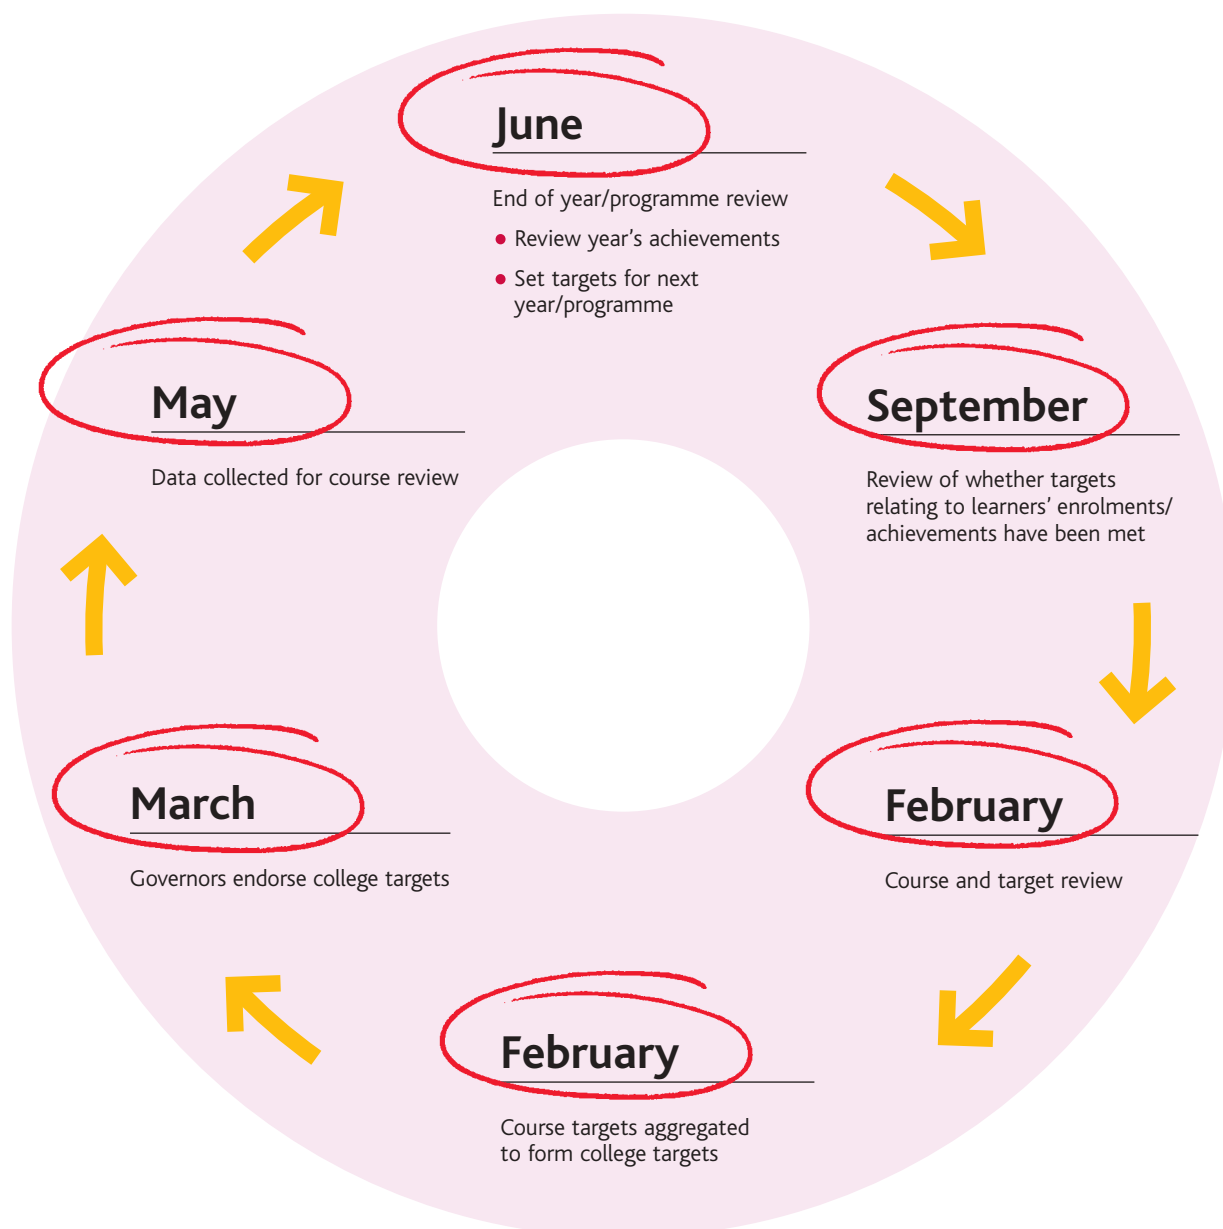 June
End of year/programme review
• Review year’s achievements
• Set targets for next
year/programme
September
Review of whether targets
relating to learners’ enrolments/
achievements have been met
February
Course and target review
February
Course targets aggregated
to form college targets
March
Governors endorse college targets
May
Data collected for course review